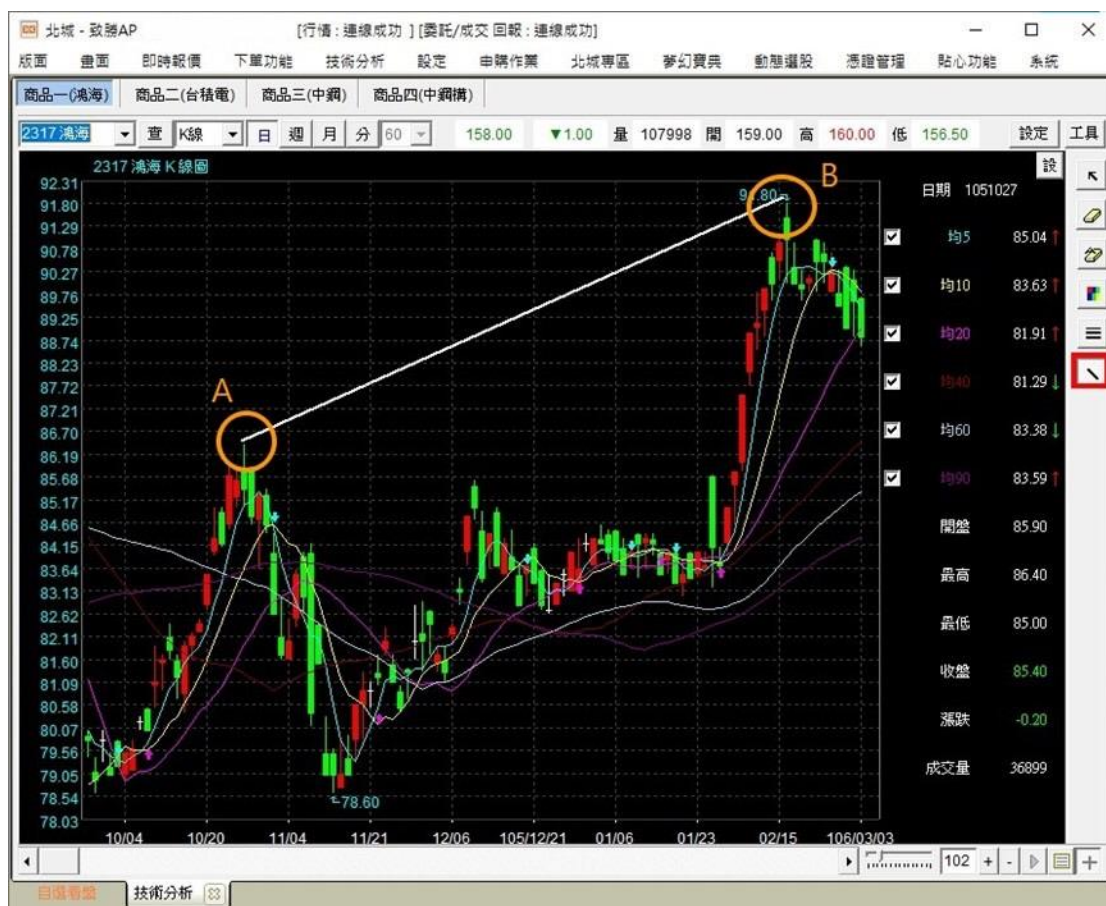 北城 - 致勝AP [行情 : 連線成功 ] [委託/成交 回報 : 連線成功]
版面 畫面 即時報價 下單功能 技術分析 設定 申購作業 北城專區 夢幻寶典 動態選股 憑證管理 貼心功能 系統
商品一(鴻海) 商品二(台積電) 商品三(中鋼) 商品四(中鋼構)
2317 鴻海 查 K線 日 週 月 分 60 158.00 ▼1.00 量 107998 開 159.00 高 160.00 低 156.50 設定 工具
2317 鴻海 K 線圖 設
92.31
91.80
91.29
90.78
90.27
89.76
89.25
88.74
88.23
87.72
87.21
86.70
86.19
85.68
85.17
84.66
84.15
83.64
83.13
82.62
82.11
81.60
81.09
80.58
80.07
79.56
79.05
78.54
78.03
A
B
91.80
78.60
10/04 10/20 11/04 11/21 12/06 105/12/21 01/06 01/23 02/15 106/03/03
日期 1051027
均5 85.04↑
均10 83.63↑
均20 81.91↑
均40 81.29↓
均60 83.38↓
均90 83.59↑
開盤 85.90
最高 86.40
最低 85.00
收盤 85.40
漲跌 -0.20
成交量 36899
102 + -
自選看盤 技術分析